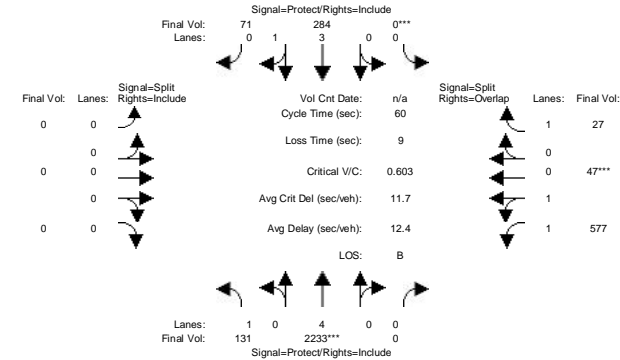 Signal=Protect/Rights=Include
Final Vol: 71 284 0***
Lanes: 0 1 3 0 0
Signal=Split
Final Vol: Lanes: Rights=Include
Vol Cnt Date: n/a
Signal=Split
Rights=Overlap Lanes: Final Vol:
Cycle Time (sec): 60
0 0
1 27
Loss Time (sec): 9
0
0
0 0
Critical V/C: 0.603
0 47***
0
Avg Crit Del (sec/veh): 11.7
1
0 0
Avg Delay (sec/veh): 12.4
1 577
LOS: B
Lanes: 1 0 4 0 0
Final Vol: 131 2233*** 0
Signal=Protect/Rights=Include